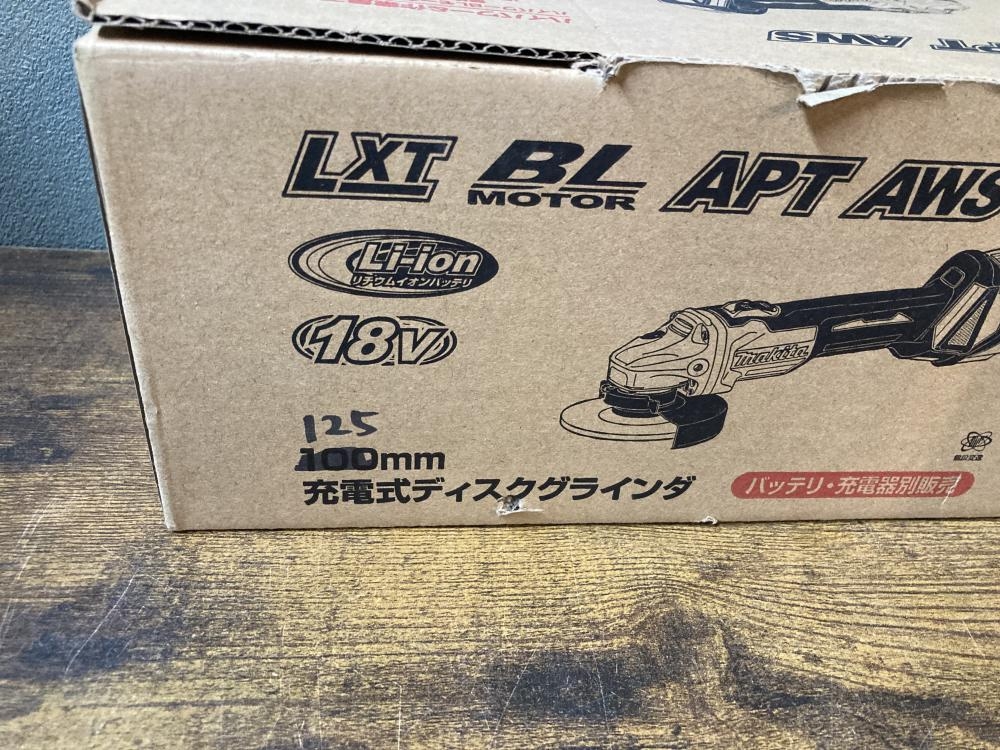 APT AWS
LXT BL MOTOR APT AWS
Li-ion
リチウムイオンバッテリ
18V
makita
125
100mm
充電式ディスクグラインダ
バッテリ・充電器別販売